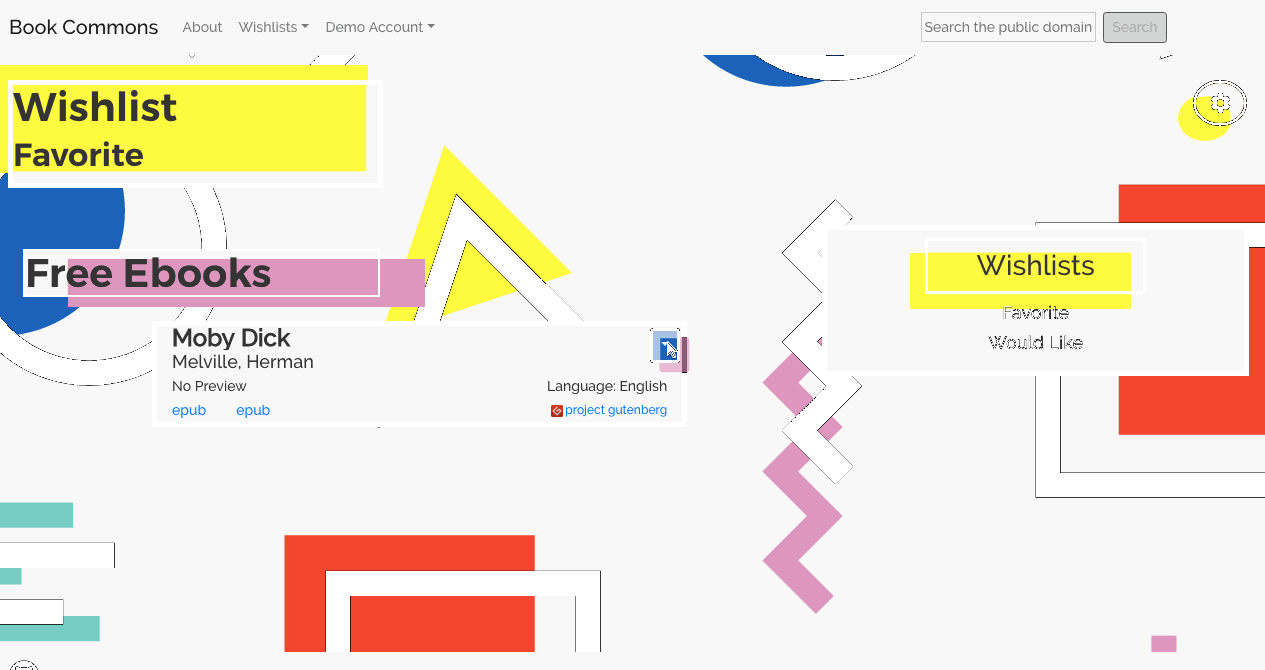 Book Commons About Wishlists Demo Account Search the public domain Search
Wishlist
Favorite
Free Ebooks
Moby Dick
Melville, Herman
No Preview Language: English
epub epub project gutenberg
Wishlists
Favorite
Would Like